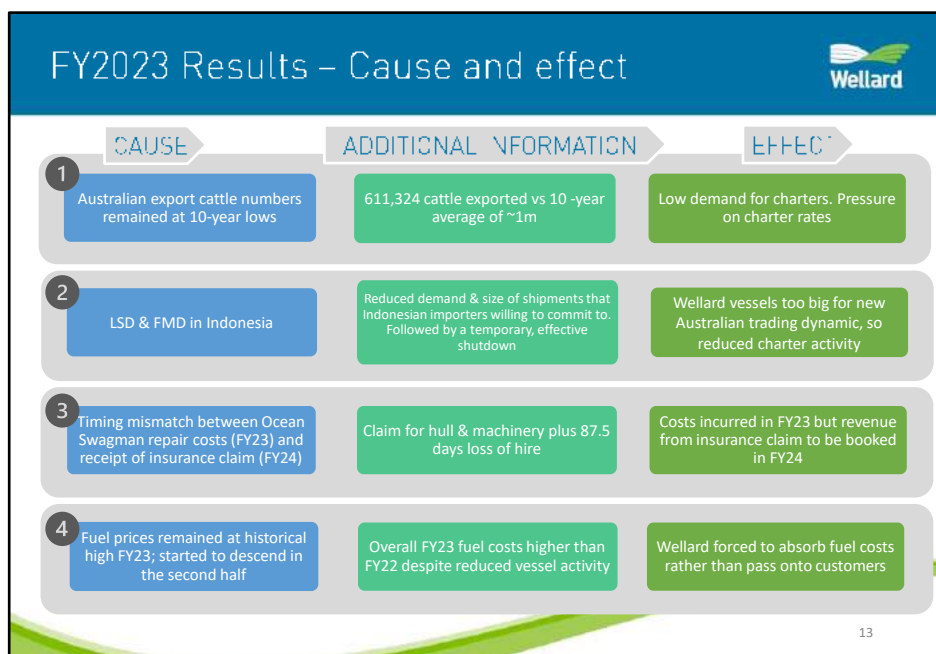 FY2023 Results – Cause and effect
Wellard
CAUSE
ADDITIONAL INFORMATION
EFFECT
1
Australian export cattle numbers
remained at 10-year lows
611,324 cattle exported vs 10 -year
average of ~1m
Low demand for charters. Pressure
on charter rates
2
LSD & FMD in Indonesia
Reduced demand & size of shipments that
Indonesian importers willing to commit to.
Followed by a temporary, effective
shutdown
Wellard vessels too big for new
Australian trading dynamic, so
reduced charter activity
3
Timing mismatch between Ocean
Swagman repair costs (FY23) and
receipt of insurance claim (FY24)
Claim for hull & machinery plus 87.5
days loss of hire
Costs incurred in FY23 but revenue
from insurance claim to be booked
in FY24
4
Fuel prices remained at historical
high FY23; started to descend in
the second half
Overall FY23 fuel costs higher than
FY22 despite reduced vessel activity
Wellard forced to absorb fuel costs
rather than pass onto customers
13